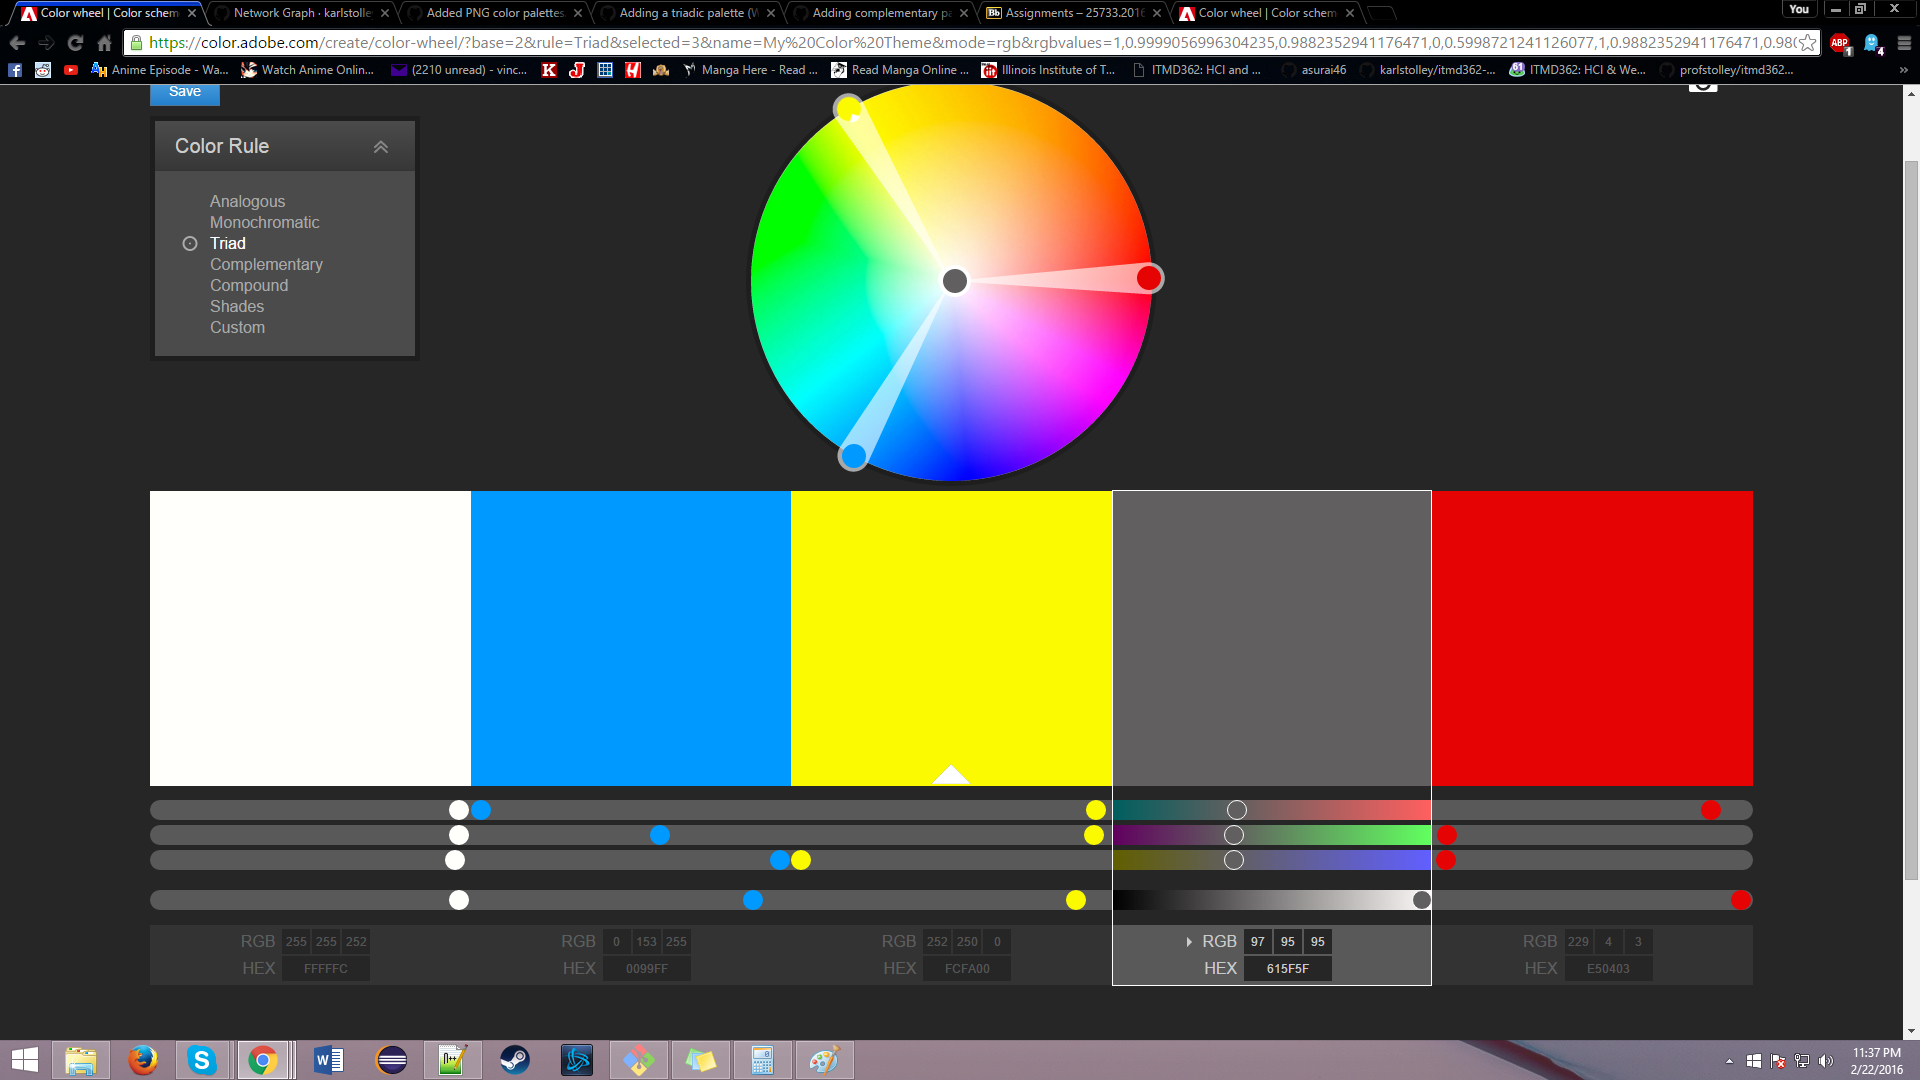 Color wheel | Color schem
Network Graph · karlstolle
Added PNG color palettes
Adding a triadic palette (W
Adding complementary pa
Bb Assignments – 25733.201
Color wheel | Color schem
You
https://color.adobe.com/create/color-wheel/?base=2&rule=Triad&selected=3&name=My%20Color%20Theme&mode=rgb&rgbvalues=1,0.9999056996304235,0.9882352941176471,0,0.5998721241126077,1,0.9882352941176471,0.980
ABP 1 4
Anime Episode - Wa...
Watch Anime Onlin...
(2210 unread) - vinc...
Manga Here - Read ...
Read Manga Online ...
Illinois Institute of T...
ITMD362: HCI and ...
asurai46
karlstolley/itmd362-...
ITMD362: HCI & We...
profstolley/itmd362...
Save
Color Rule
Analogous
Monochromatic
Triad
Complementary
Compound
Shades
Custom
RGB 255 255 252
HEX FFFFFC
RGB 0 153 255
HEX 0099FF
RGB 252 250 0
HEX FCFA00
RGB 97 95 95
HEX 615F5F
RGB 229 4 3
HEX E50403
11:37 PM
2/22/2016